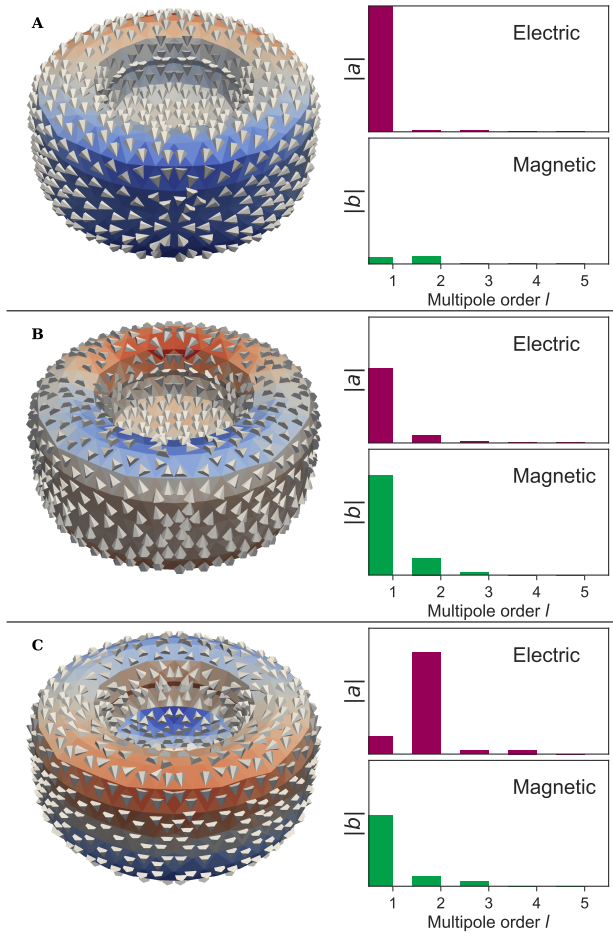 A
Electric
|a|
Magnetic
|b|
1 2 3 4 5
Multipole order l
B
Electric
|a|
Magnetic
|b|
1 2 3 4 5
Multipole order l
C
Electric
|a|
Magnetic
|b|
1 2 3 4 5
Multipole order l